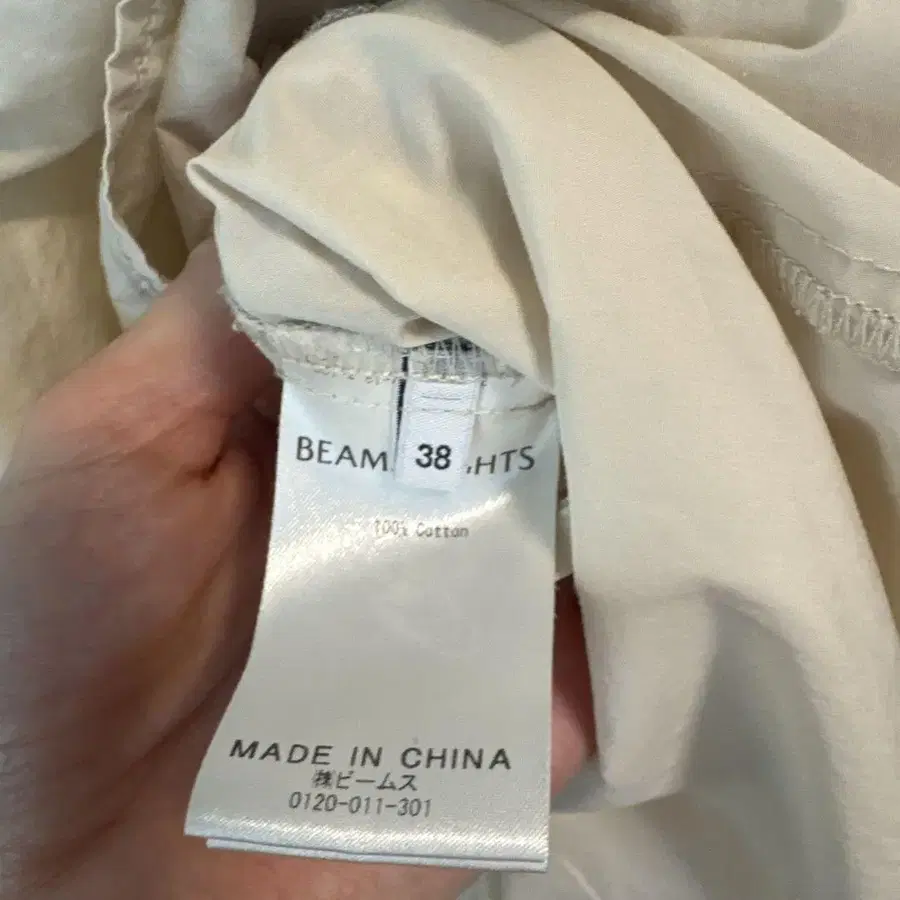 BEAM 38 HTS
100% Cotton
MADE IN CHINA
㈱ビームス
0120-011-301